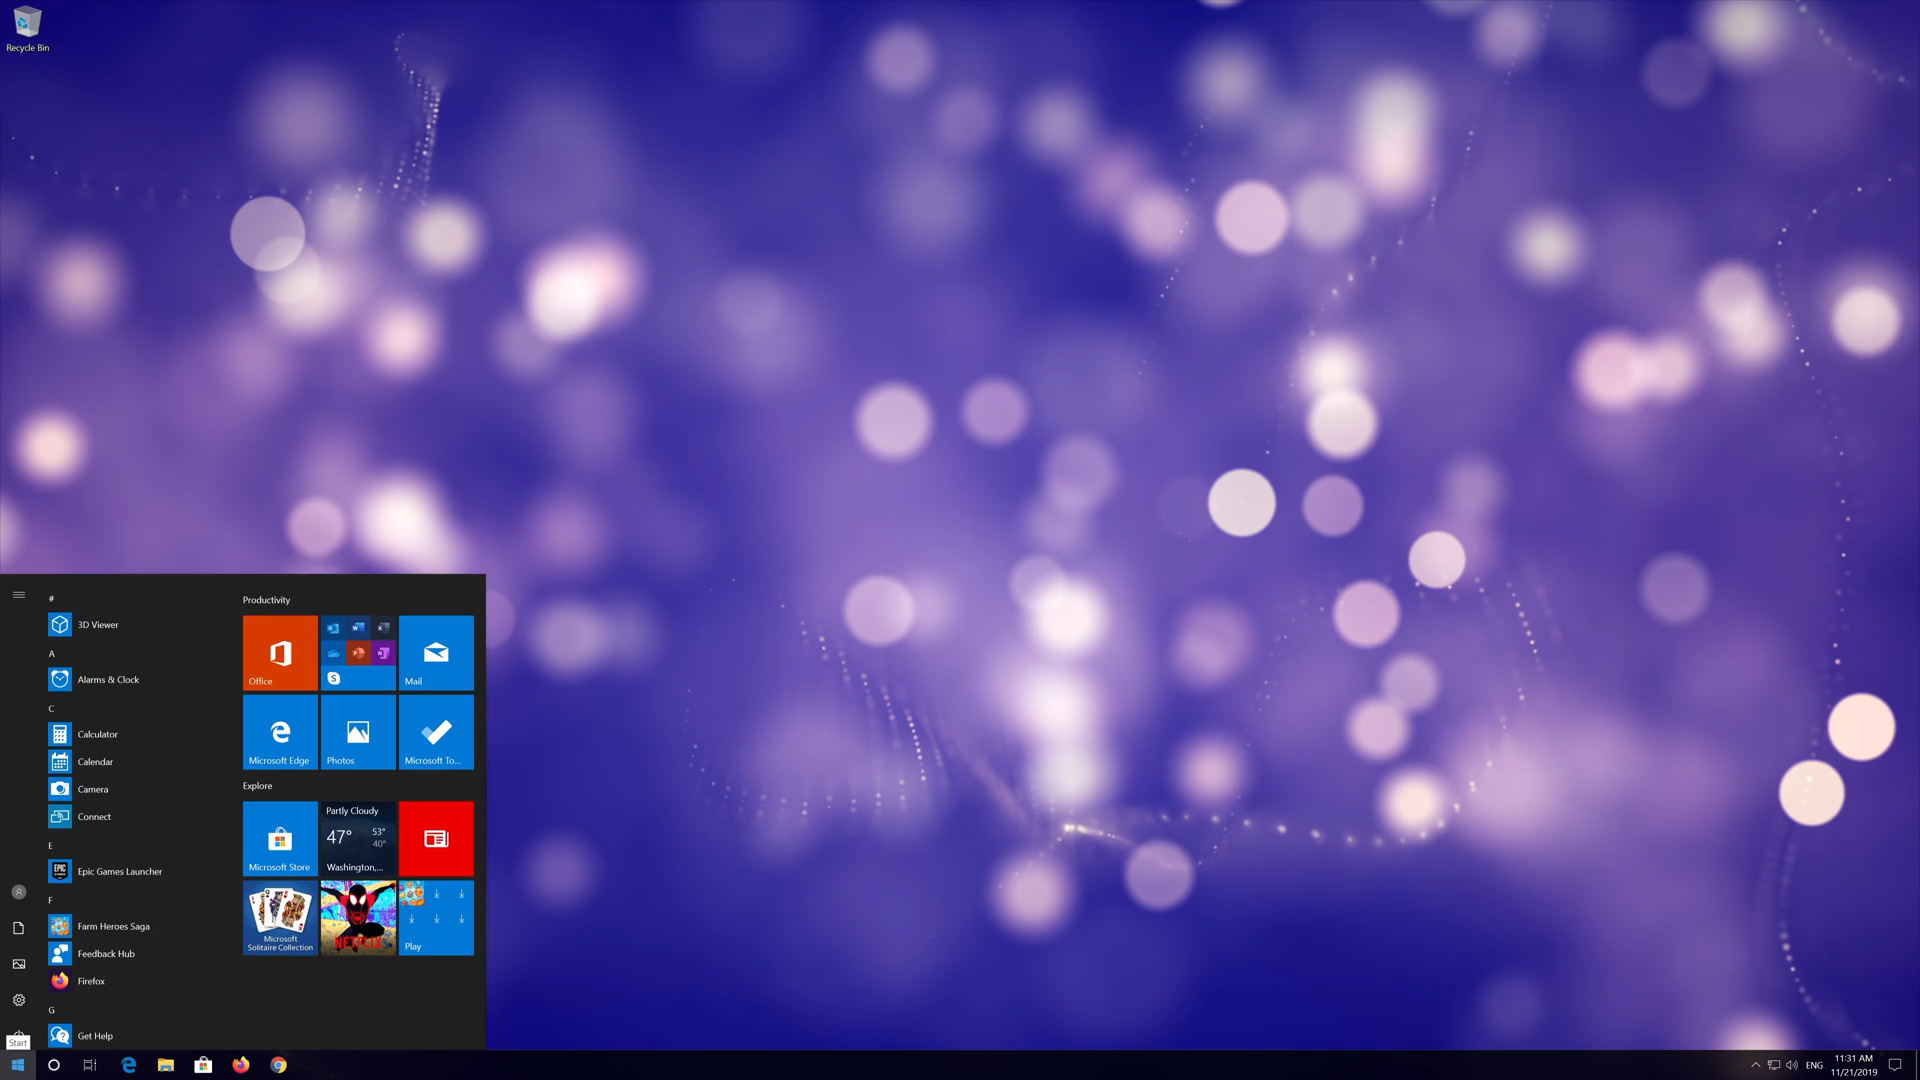 Recycle Bin
#
3D Viewer
A
Alarms & Clock
C
Calculator
Calendar
Camera
Connect
E
EPIC
Epic Games Launcher
F
Farm Heroes Saga
Feedback Hub
Firefox
G
Get Help
Start
Productivity
Office
Mail
Microsoft Edge
Photos
Microsoft To...
Explore
Microsoft Store
Partly Cloudy
47°
53°
40°
Washington,...
Microsoft
Solitaire Collection
NETFLIX
Play
ENG
11:31 AM
11/21/2019